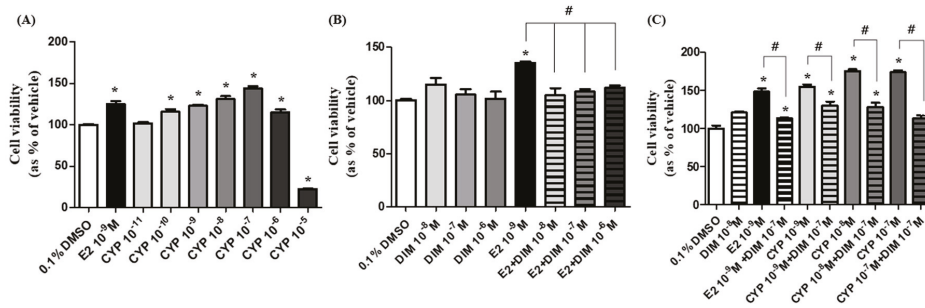 (A)
Cell viability
(as % of vehicle)
150
100
50
0
*
*
*
*
*
*
*
0.1% DMSO
E2 10⁻⁹M
CYP 10⁻¹¹
CYP 10⁻¹⁰
CYP 10⁻⁹
CYP 10⁻⁸
CYP 10⁻⁷
CYP 10⁻⁶
CYP 10⁻⁵
(B)
Cell viability
(as % of vehicle)
150
100
50
0
#
*
0.1% DMSO
DIM 10⁻⁸
DIM 10⁻⁷
DIM 10⁻⁶
E2 10⁻⁹
E2+DIM 10⁻⁸M
E2+DIM 10⁻⁷M
E2+DIM 10⁻⁶M
(C)
Cell viability
(as % of vehicle)
200
150
100
50
0
#
#
#
#
*
*
*
*
*
*
*
0.1% DMSO
DIM 10⁻⁸M
E2 10⁻⁹M
E2 10⁻⁹M +DIM 10⁻⁷M
CYP 10⁻⁹M
CYP 10⁻⁹M+DIM 10⁻⁷M
CYP 10⁻⁸M
CYP 10⁻⁸M+DIM 10⁻⁷M
CYP 10⁻⁷M
CYP 10⁻⁷M+DIM 10⁻⁷M